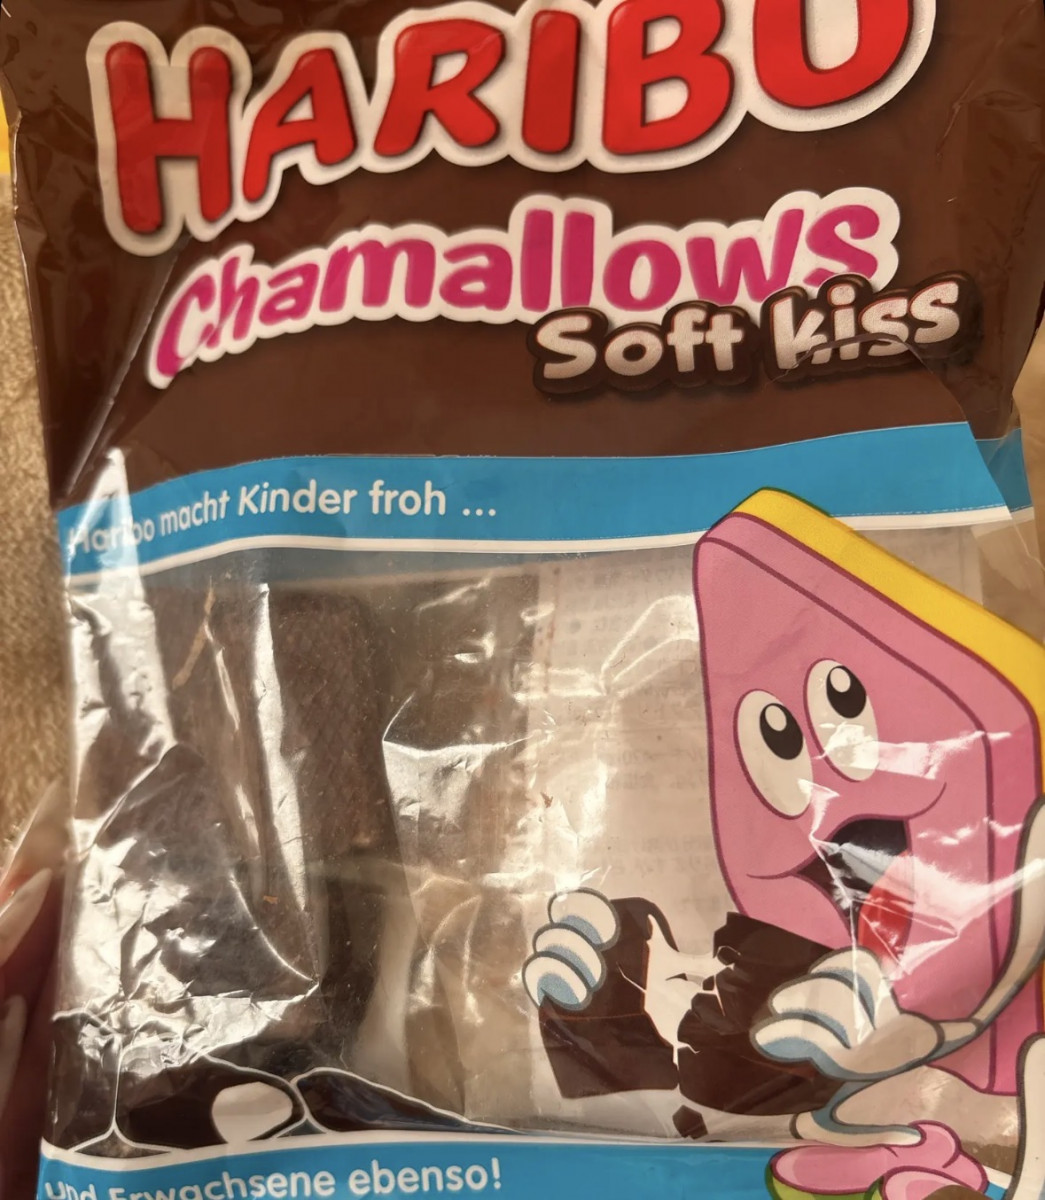 HARIBO
Chamallows
Soft kiss
Haribo macht Kinder froh ...
und Erwachsene ebenso!